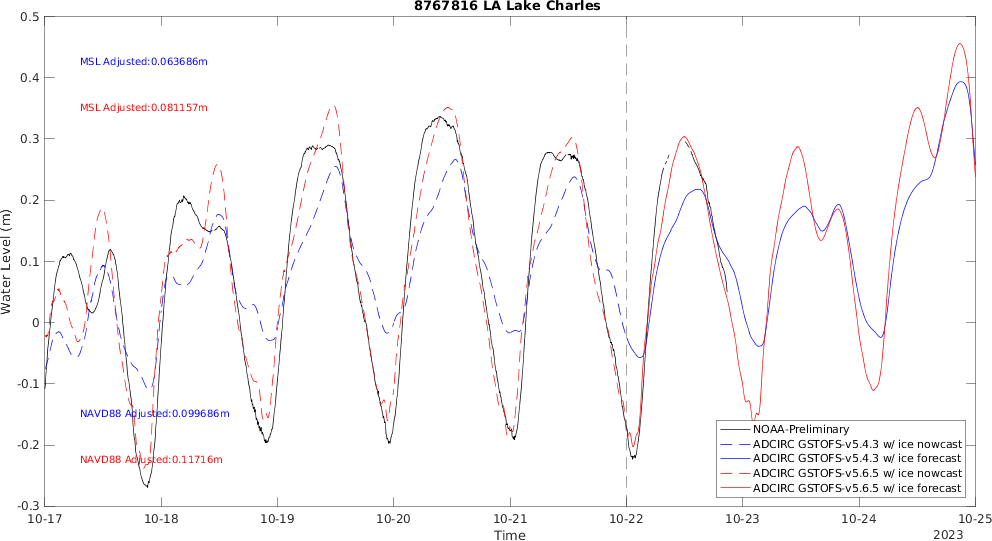 8767816 LA Lake Charles
0.5
0.4
0.3
0.2
0.1
0
-0.1
-0.2
-0.3
Water Level (m)
MSL Adjusted:0.063686m
MSL Adjusted:0.081157m
NAVD88 Adjusted:0.099686m
NAVD88 Adjusted:0.11716m
NOAA-Preliminary
ADCIRC GSTOFS-v5.4.3 w/ ice nowcast
ADCIRC GSTOFS-v5.4.3 w/ ice forecast
ADCIRC GSTOFS-v5.6.5 w/ ice nowcast
ADCIRC GSTOFS-v5.6.5 w/ ice forecast
10-17 10-18 10-19 10-20 10-21 10-22 10-23 10-24 10-25
Time
2023